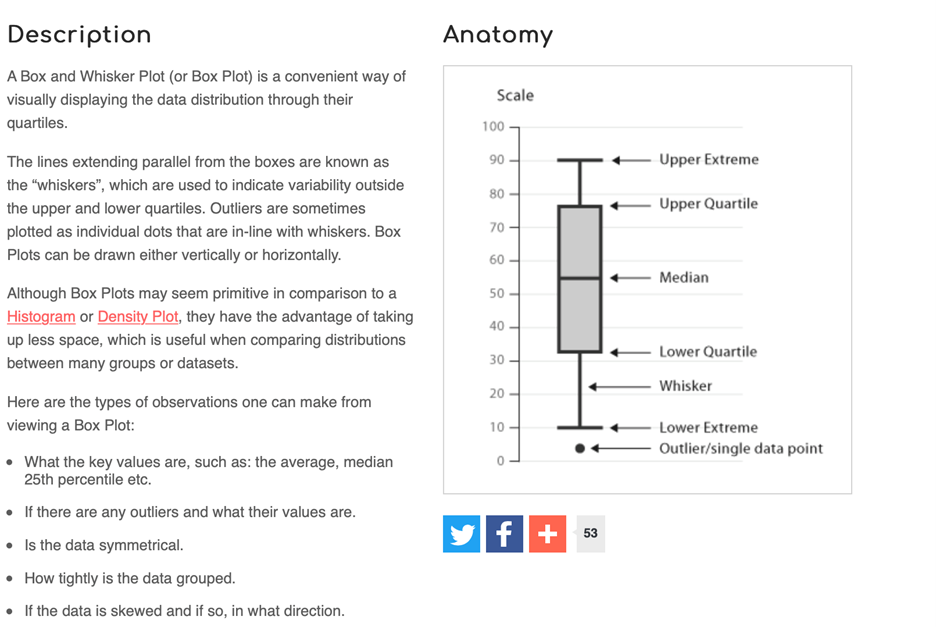 Description
A Box and Whisker Plot (or Box Plot) is a convenient way of
visually displaying the data distribution through their
quartiles.
The lines extending parallel from the boxes are known as
the “whiskers”, which are used to indicate variability outside
the upper and lower quartiles. Outliers are sometimes
plotted as individual dots that are in-line with whiskers. Box
Plots can be drawn either vertically or horizontally.
Although Box Plots may seem primitive in comparison to a
Histogram or Density Plot, they have the advantage of taking
up less space, which is useful when comparing distributions
between many groups or datasets.
Here are the types of observations one can make from
viewing a Box Plot:
• What the key values are, such as: the average, median
25th percentile etc.
• If there are any outliers and what their values are.
• Is the data symmetrical.
• How tightly is the data grouped.
• If the data is skewed and if so, in what direction.
Anatomy
Scale
100
90
Upper Extreme
80
Upper Quartile
70
60
Median
50
40
Lower Quartile
30
Whisker
20
10
Lower Extreme
Outlier/single data point
0
53